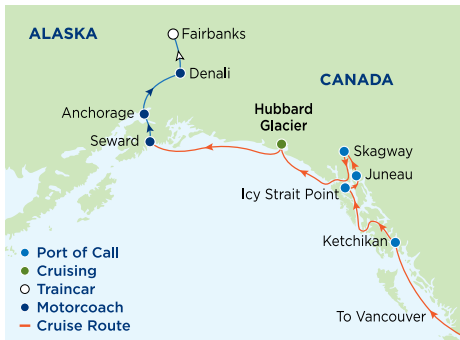 ALASKA
Fairbanks
Denali
CANADA
Anchorage
Hubbard
Glacier
Seward
Skagway
Juneau
Icy Strait Point
Ketchikan
Port of Call
Cruising
Traincar
Motorcoach
Cruise Route
To Vancouver